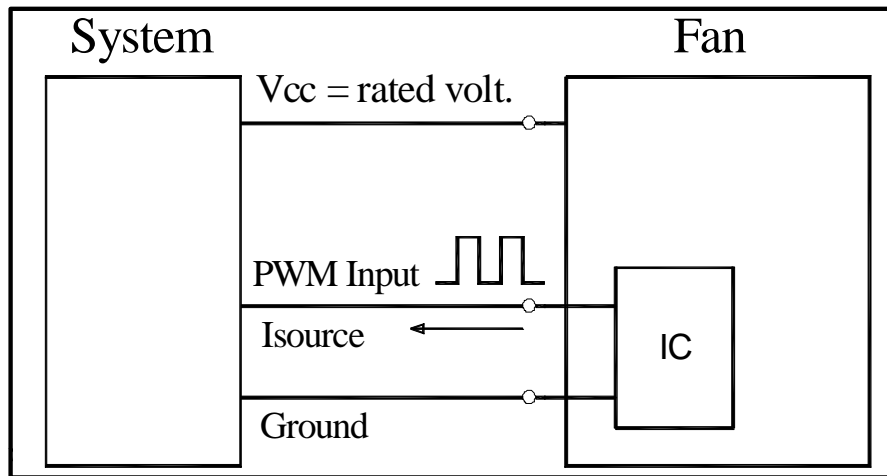 System
Fan
Vcc = rated volt.
PWM Input
Isource
IC
Ground